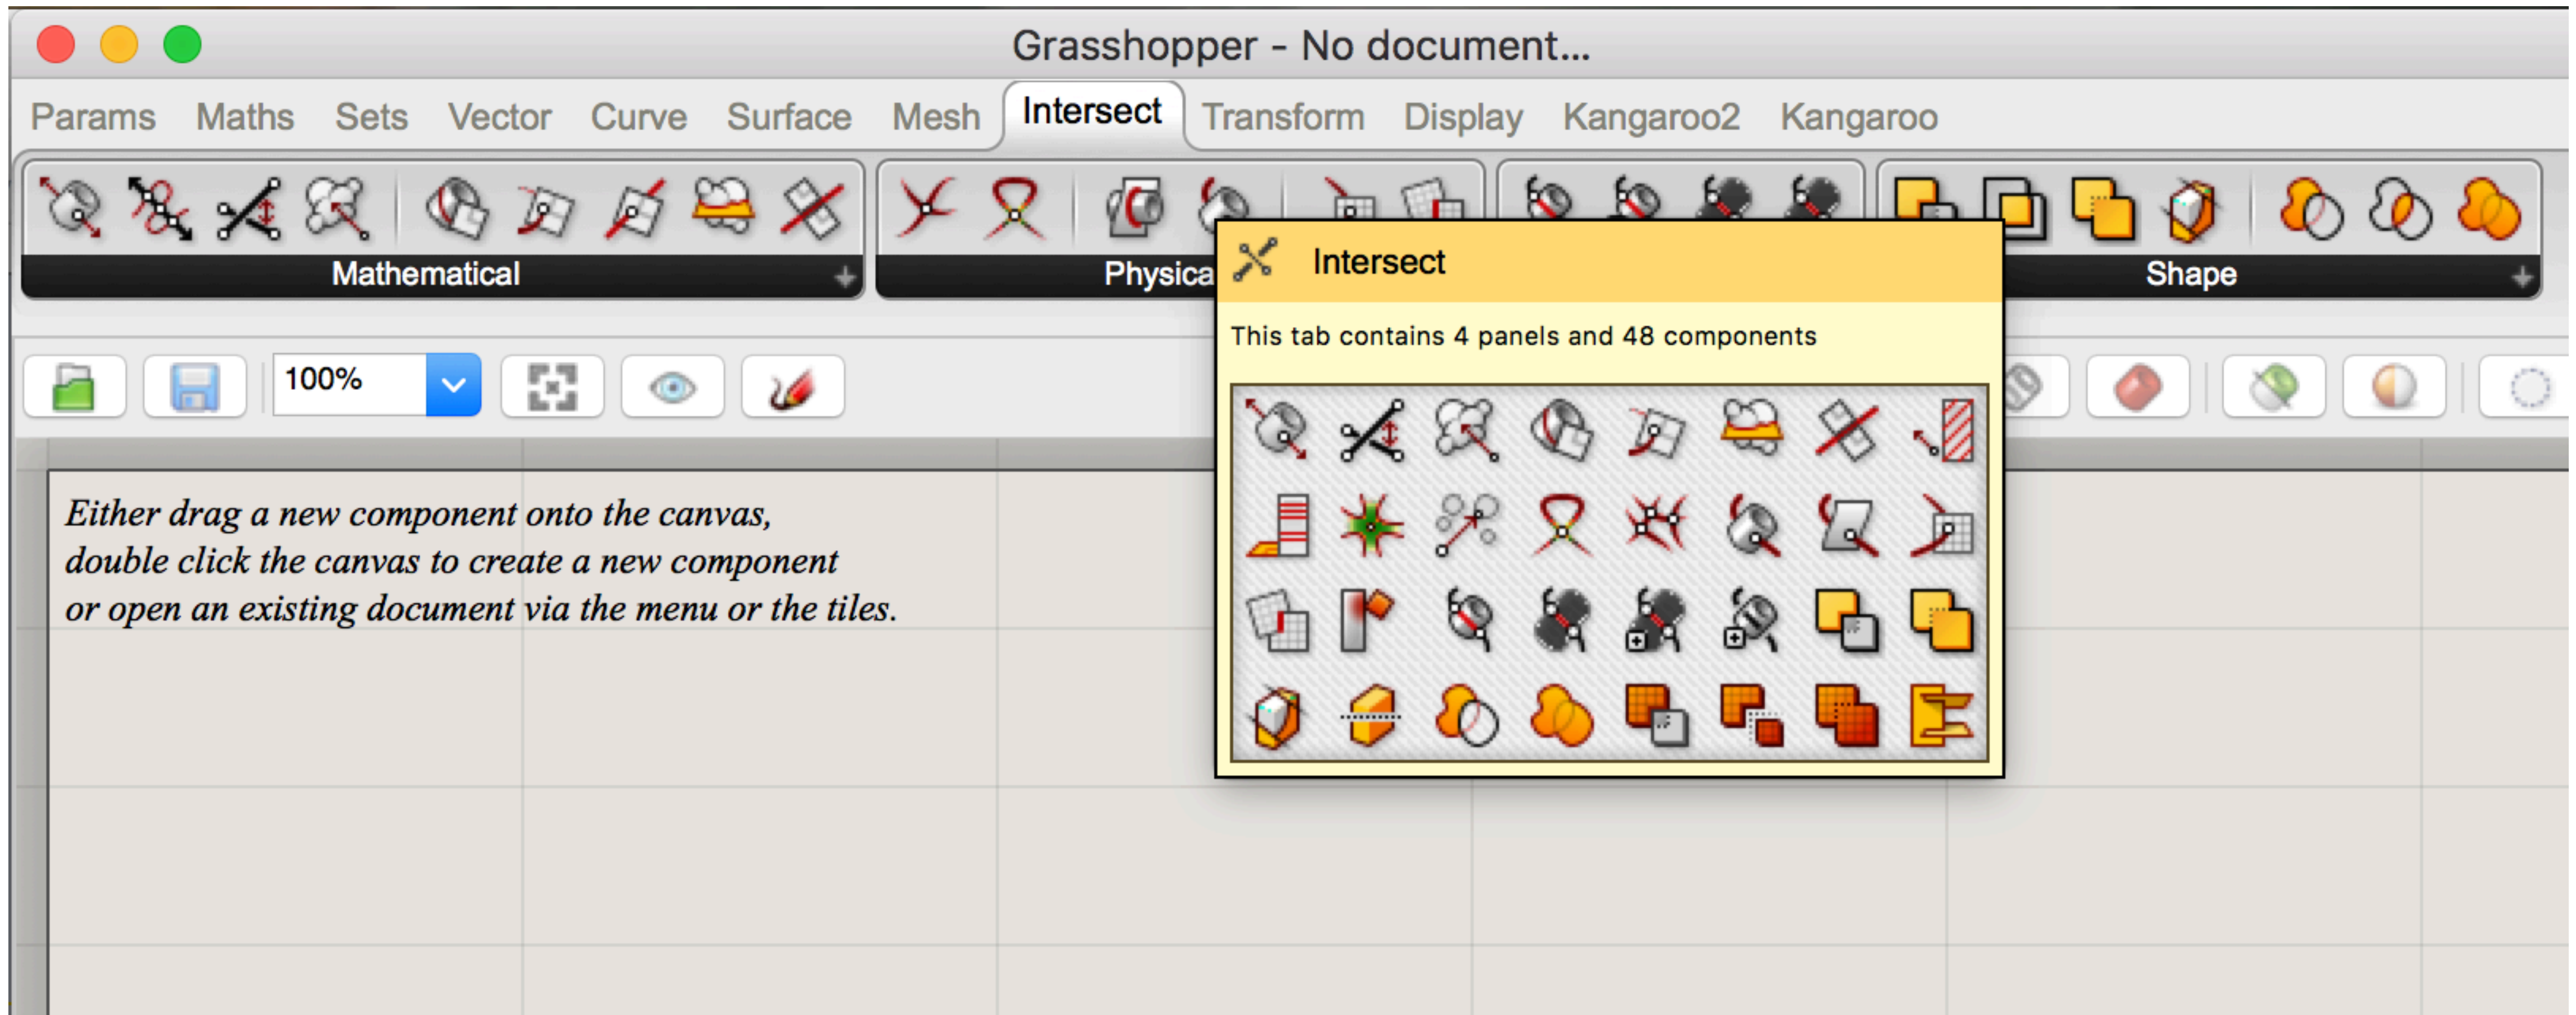 Grasshopper - No document...
Params Maths Sets Vector Curve Surface Mesh Intersect Transform Display Kangaroo2 Kangaroo
Mathematical Physica Shape
Intersect
This tab contains 4 panels and 48 components
100%
Either drag a new component onto the canvas,
double click the canvas to create a new component
or open an existing document via the menu or the tiles.